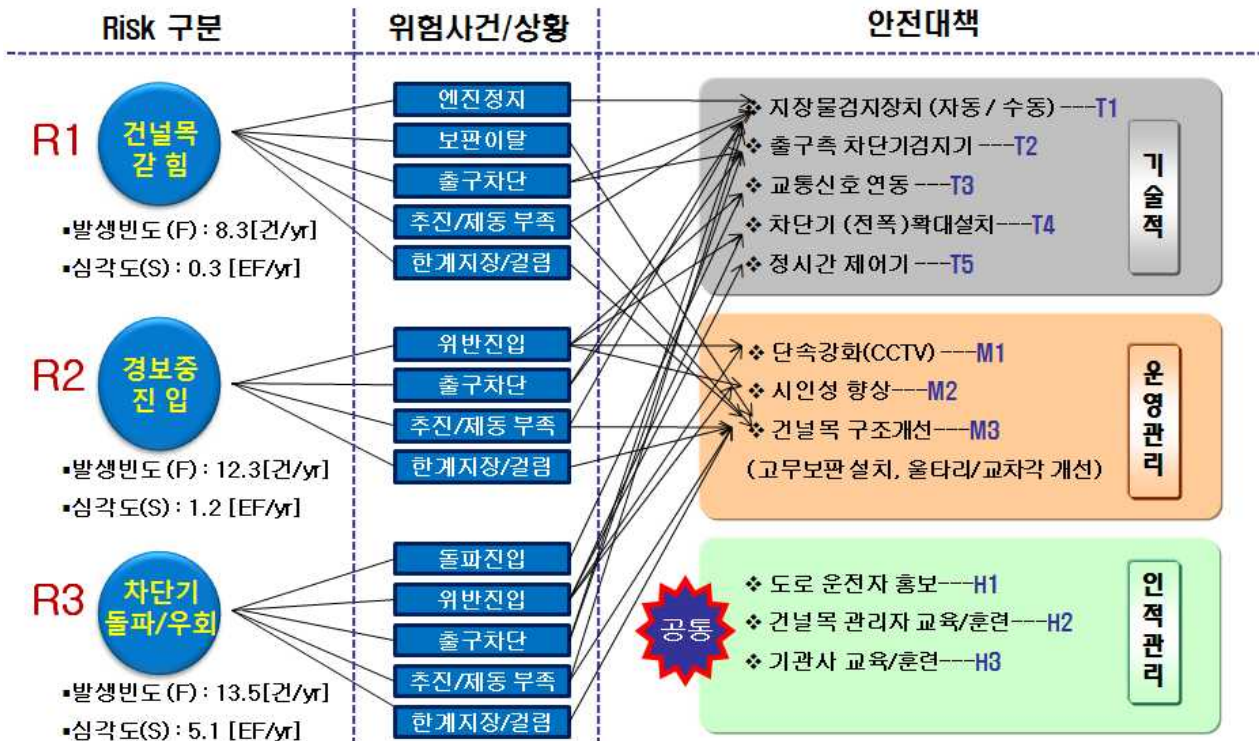 Risk 구분
위험사건/상황
안전대책
R1
건널목
갇 힘
▪발생빈도(F) : 8.3[건/yr]
▪심각도(S) : 0.3 [EF/yr]
엔진정지
보판이탈
출구차단
추진/제동 부족
한계지장/걸림
❖ 지장물검지장치 (자동 / 수동) ---T1
❖ 출구측 차단기검지기 ---T2
❖ 교통신호 연동 ---T3
❖ 차단기 (전폭)확대설치---T4
❖ 정시간 제어기 ---T5
기술적
R2
경보중
진 입
▪발생빈도(F) : 12.3[건/yr]
▪심각도(S) : 1.2 [EF/yr]
위반진입
출구차단
추진/제동 부족
한계지장/걸림
❖ 단속강화(CCTV) ---M1
❖ 시인성 향상---M2
❖ 건널목 구조개선---M3
(고무보판 설치, 울타리/교차각 개선)
운영관리
R3
차단기
돌파/우회
▪발생빈도(F) : 13.5[건/yr]
▪심각도(S) : 5.1 [EF/yr]
돌파진입
위반진입
출구차단
추진/제동 부족
한계지장/걸림
공통
❖ 도로 운전자 홍보---H1
❖ 건널목 관리자 교육/훈련---H2
❖ 기관사 교육/훈련---H3
인적관리